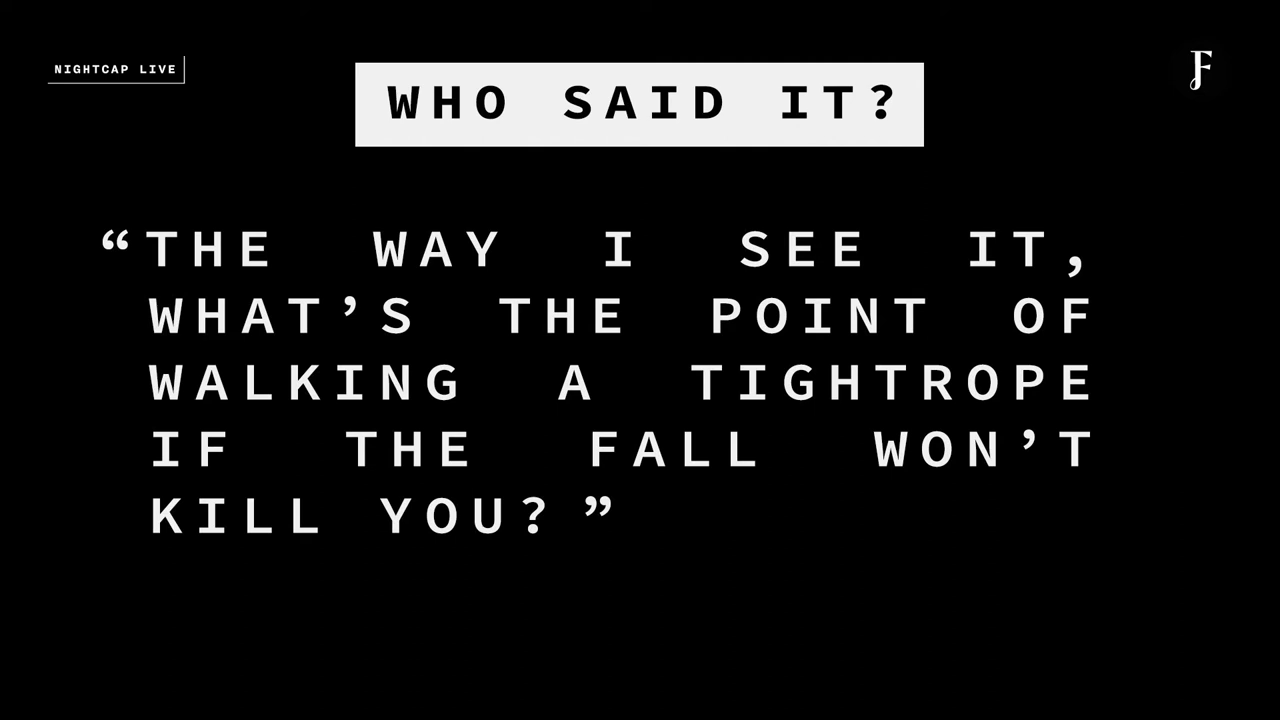 NIGHTCAP LIVE
F
WHO SAID IT?
“THE WAY I SEE IT,
WHAT’S THE POINT OF
WALKING A TIGHTROPE
IF THE FALL WON’T
KILL YOU?”